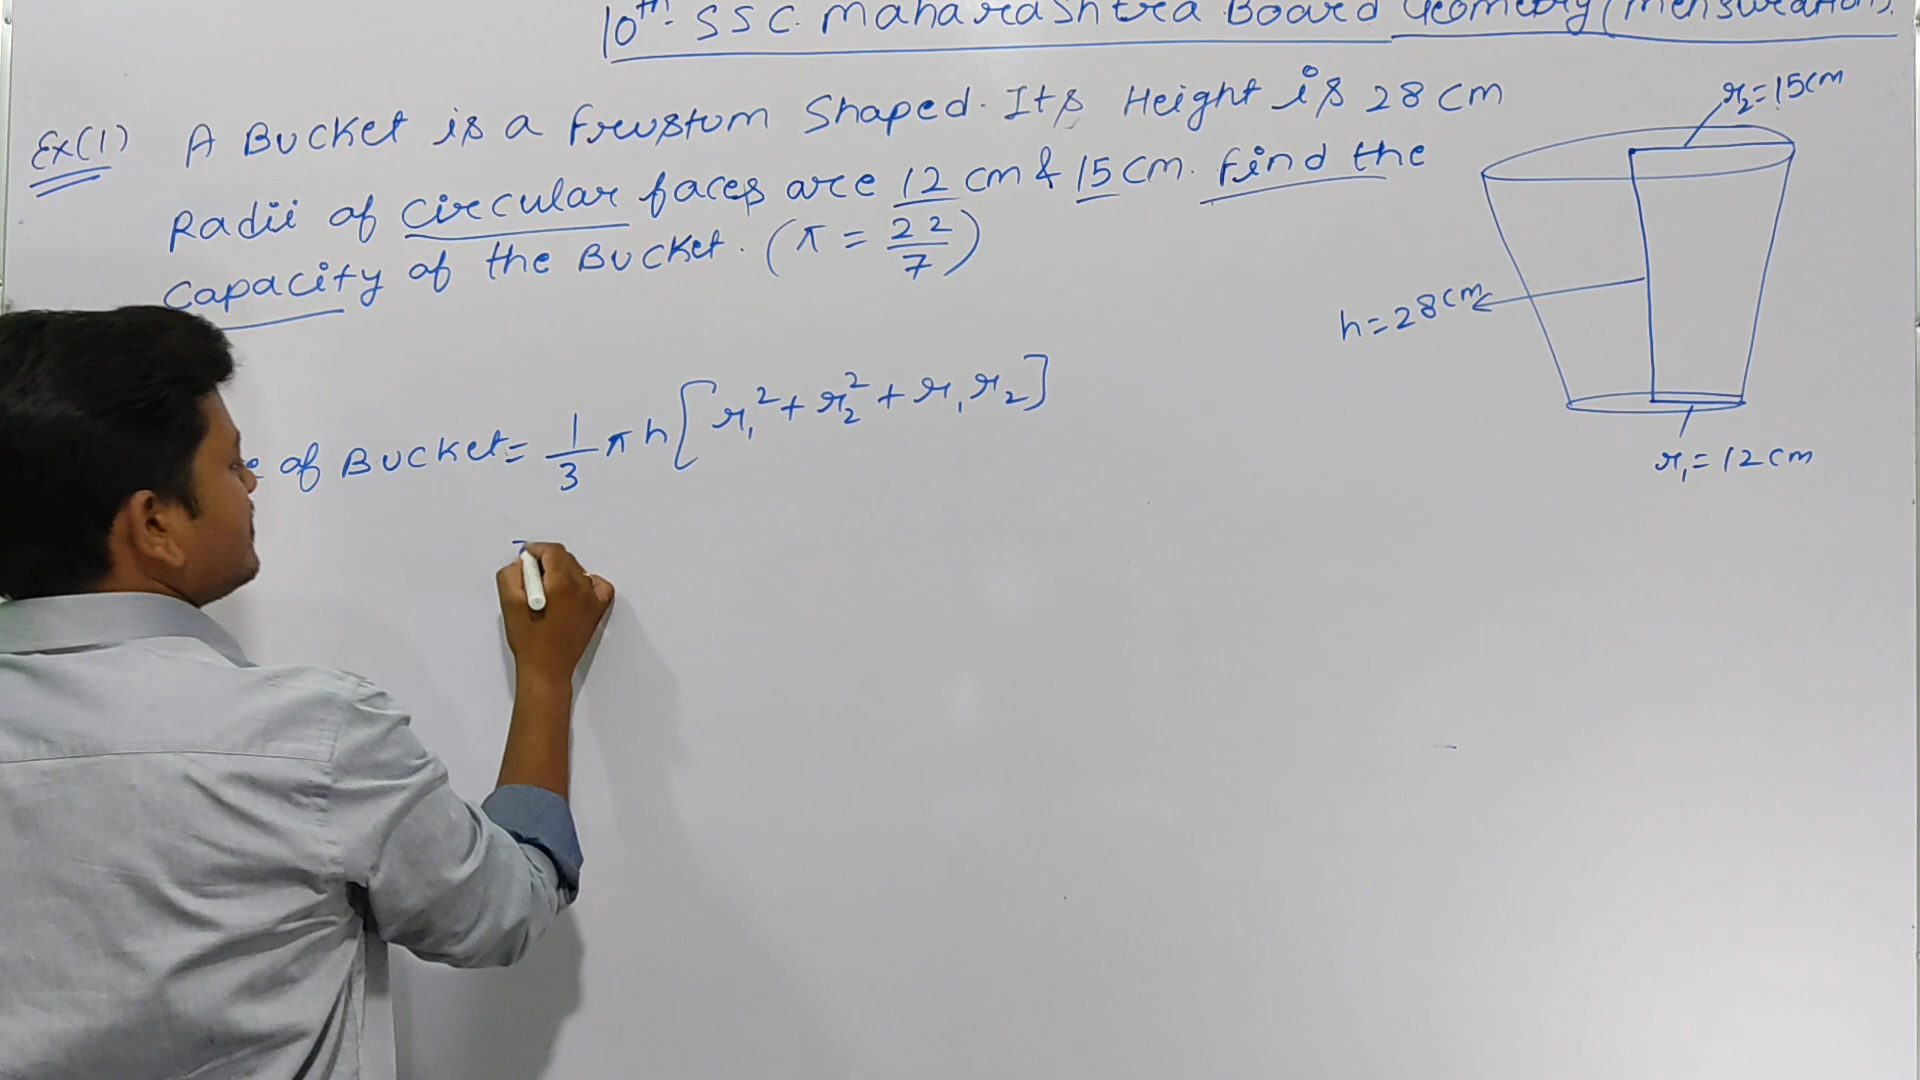 10th. SSC. Maharashtra Board Geometry (Mensuration).
Ex(1) A Bucket is a frustum Shaped. Its Height is 28 cm
Radii of circular faces are 12 cm & 15 cm. Find the
capacity of the Bucket. (π = 22/7)
of Bucket = 1/3 π h [r₁² + r₂² + r₁ r₂]
r₂ = 15cm
h = 28cm
r₁ = 12 cm